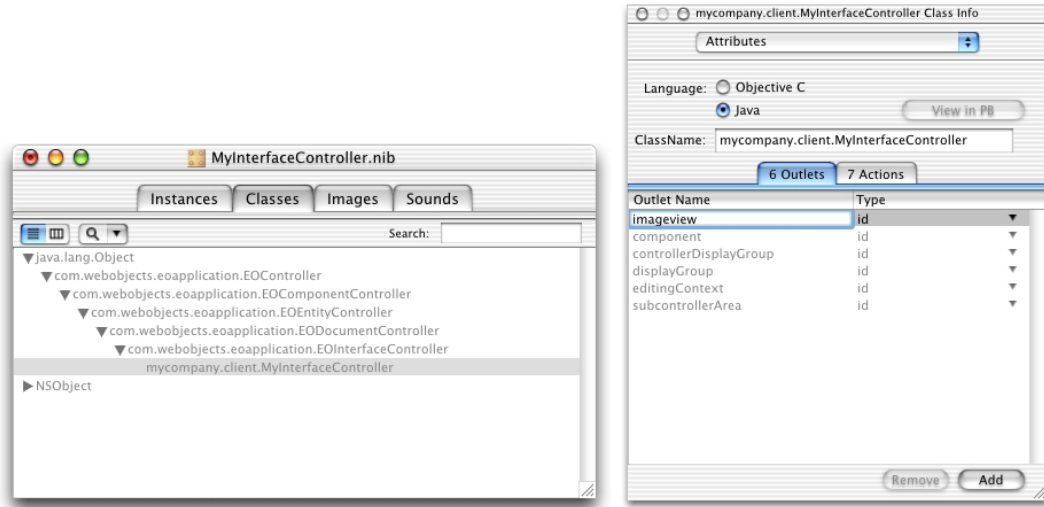 MyInterfaceController.nib
Instances Classes Images Sounds
Search:
java.lang.Object
com.webobjects.eoapplication.EOController
com.webobjects.eoapplication.EOComponentController
com.webobjects.eoapplication.EOEntityController
com.webobjects.eoapplication.EODocumentController
com.webobjects.eoapplication.EOInterfaceController
mycompany.client.MyInterfaceController
NSObject
mycompany.client.MyInterfaceController Class Info
Attributes
Language: Objective C
Java View in PB
ClassName: mycompany.client.MyInterfaceController
6 Outlets 7 Actions
Outlet Name Type
imageview id
component id
controllerDisplayGroup id
displayGroup id
editingContext id
subcontrollerArea id
Remove Add